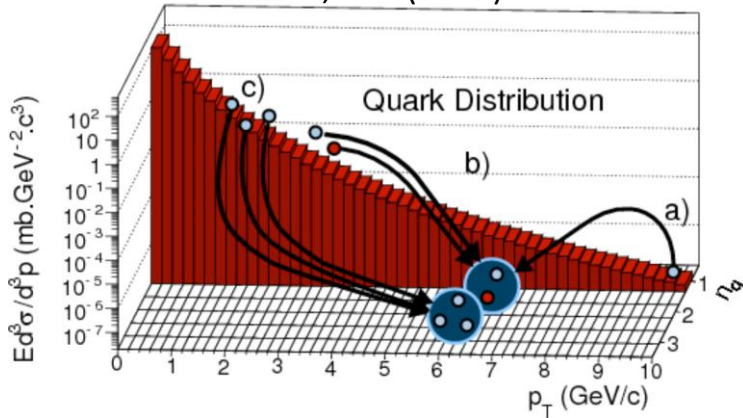 c)
Quark Distribution
b)
a)
Ed³σ/d³p (mb.GeV⁻².c³)
10²
10
1
10⁻¹
10⁻²
10⁻³
10⁻⁴
10⁻⁵
10⁻⁶
10⁻⁷
0 1 2 3 4 5 6 7 8 9 10
p_T (GeV/c)
1
2
3
n_q